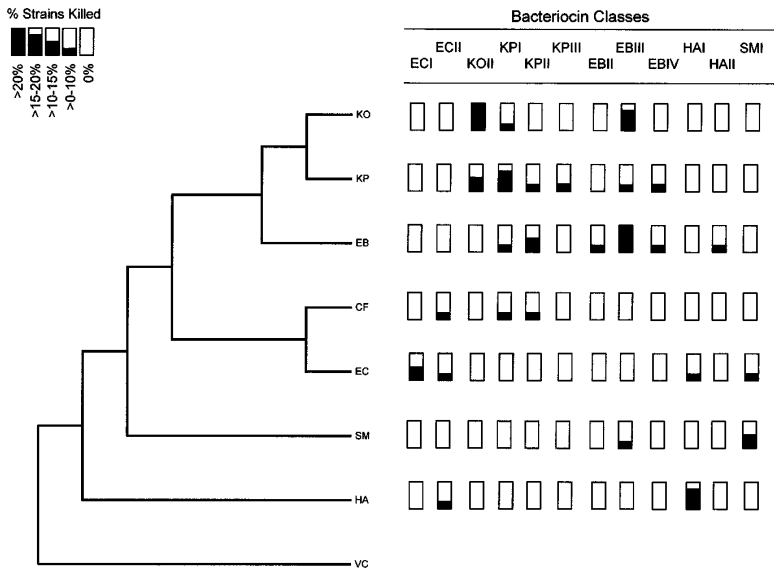 % Strains Killed
>20%
>15-20%
>10-15%
>0-10%
0%
Bacteriocin Classes
ECII KPI KPIII EBIII HAI SMI
ECI KOII KPII EBII EBIV HAII
KO
KP
EB
CF
EC
SM
HA
VC